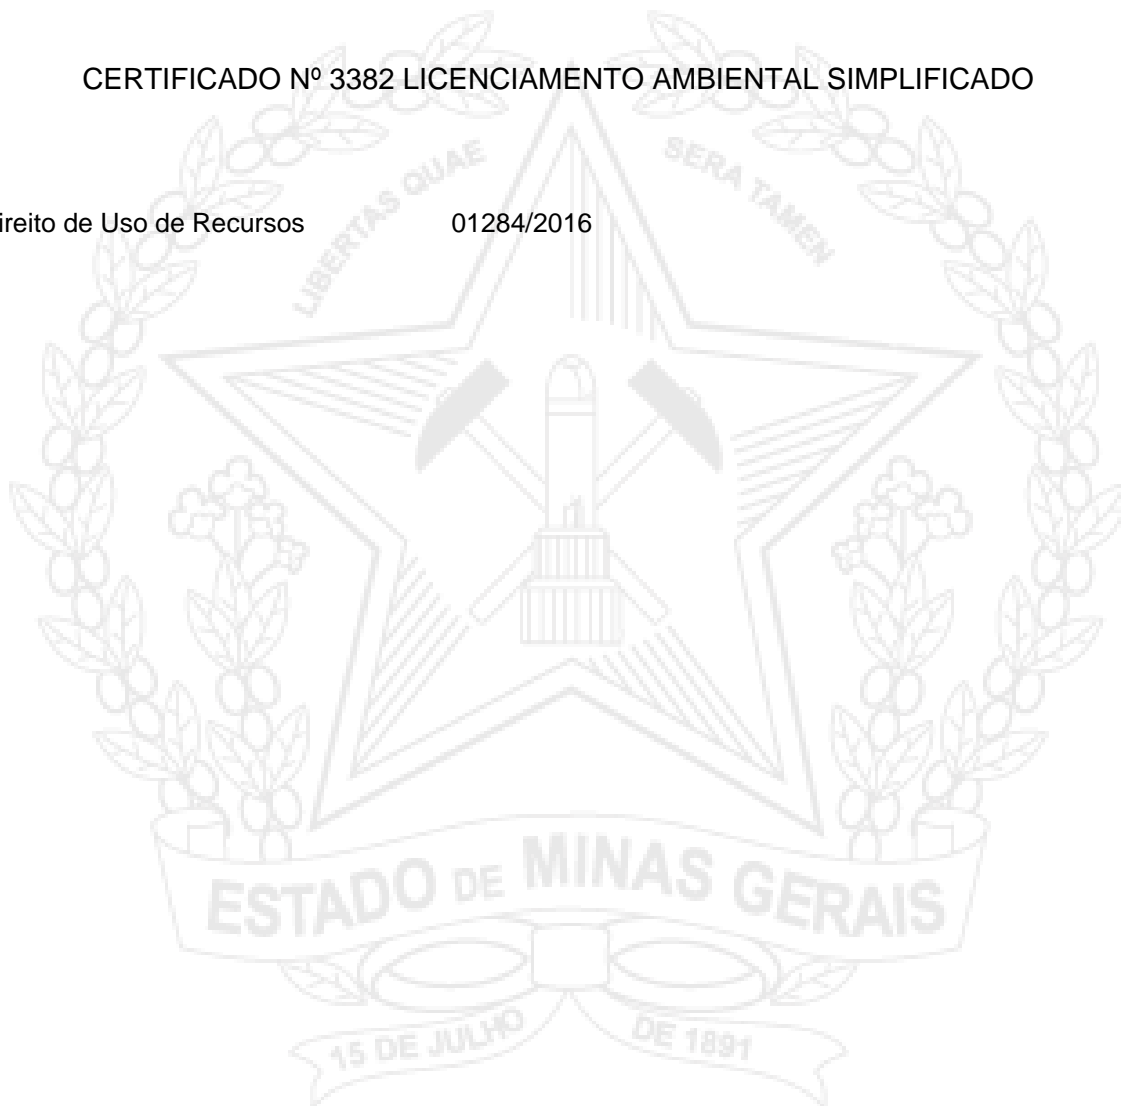 CERTIFICADO Nº 3382 LICENCIAMENTO AMBIENTAL SIMPLIFICADO
LIBERTAS QUAE SERA TAMEN
ireito de Uso de Recursos 01284/2016
ESTADO DE MINAS GERAIS
15 DE JULHO DE 1891